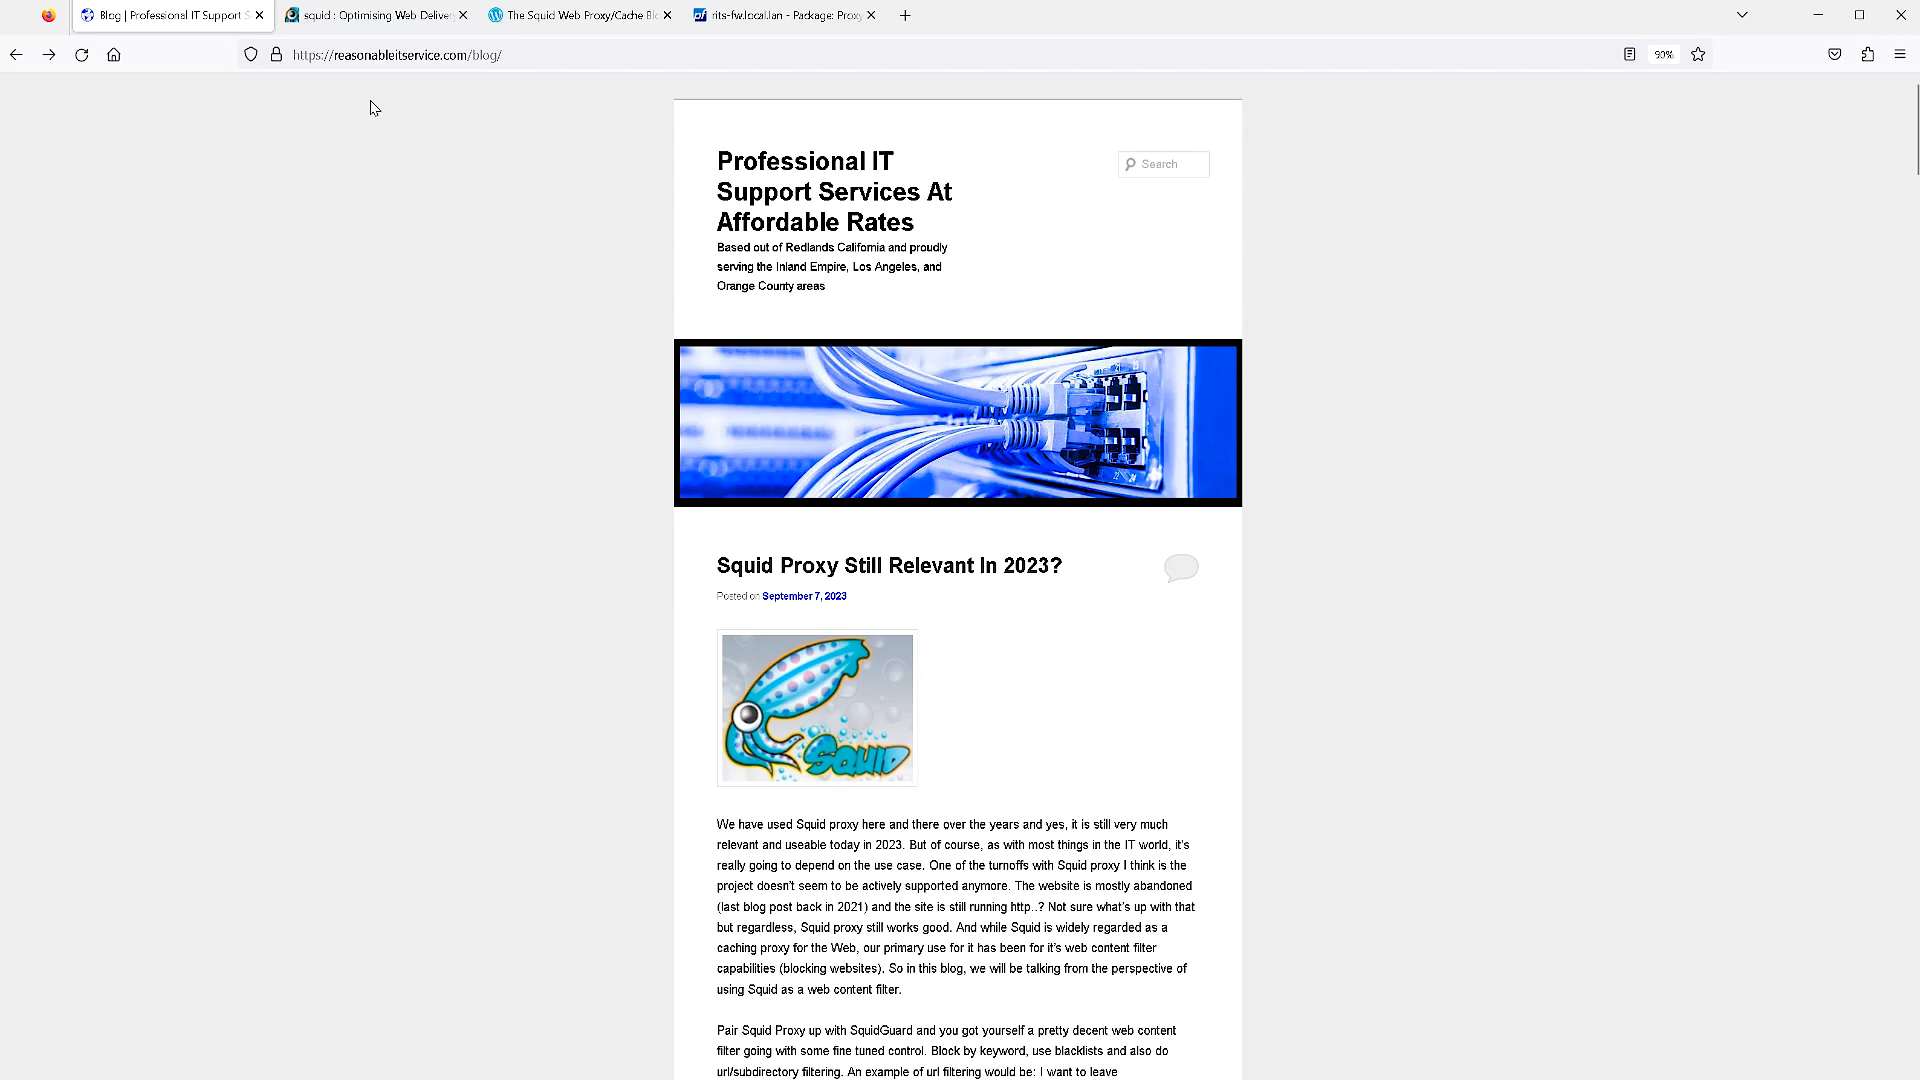 Blog | Professional IT Support S
squid : Optimising Web Delivery
The Squid Web Proxy/Cache Blo
pf rits-fw.local.lan - Package: Proxy
https://reasonableitservice.com/blog/
90%
Professional IT
Support Services At
Affordable Rates
Search
Based out of Redlands California and proudly
serving the Inland Empire, Los Angeles, and
Orange County areas
Squid Proxy Still Relevant In 2023?
Posted on September 7, 2023
SQUID
We have used Squid proxy here and there over the years and yes, it is still very much
relevant and useable today in 2023. But of course, as with most things in the IT world, it's
really going to depend on the use case. One of the turnoffs with Squid proxy I think is the
project doesn't seem to be actively supported anymore. The website is mostly abandoned
(last blog post back in 2021) and the site is still running http..? Not sure what's up with that
but regardless, Squid proxy still works good. And while Squid is widely regarded as a
caching proxy for the Web, our primary use for it has been for it's web content filter
capabilities (blocking websites). So in this blog, we will be talking from the perspective of
using Squid as a web content filter.
Pair Squid Proxy up with SquidGuard and you got yourself a pretty decent web content
filter going with some fine tuned control. Block by keyword, use blacklists and also do
url/subdirectory filtering. An example of url filtering would be: I want to leave